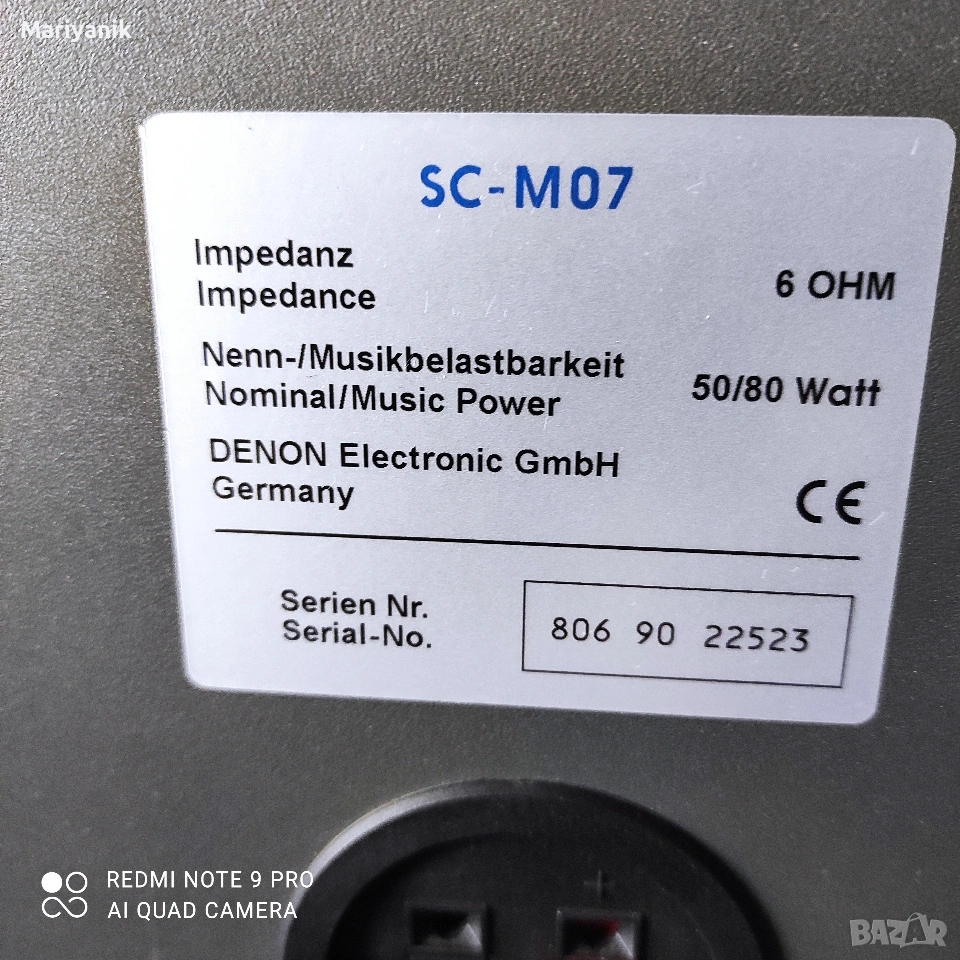 Mariyanik
SC-M07
Impedanz
Impedance
6 OHM
Nenn-/Musikbelastbarkeit
Nominal/Music Power
50/80 Watt
DENON Electronic GmbH
Germany
CE
Serien Nr.
Serial-No.
806 90 22523
+
REDMI NOTE 9 PRO
AI QUAD CAMERA
BAZAR